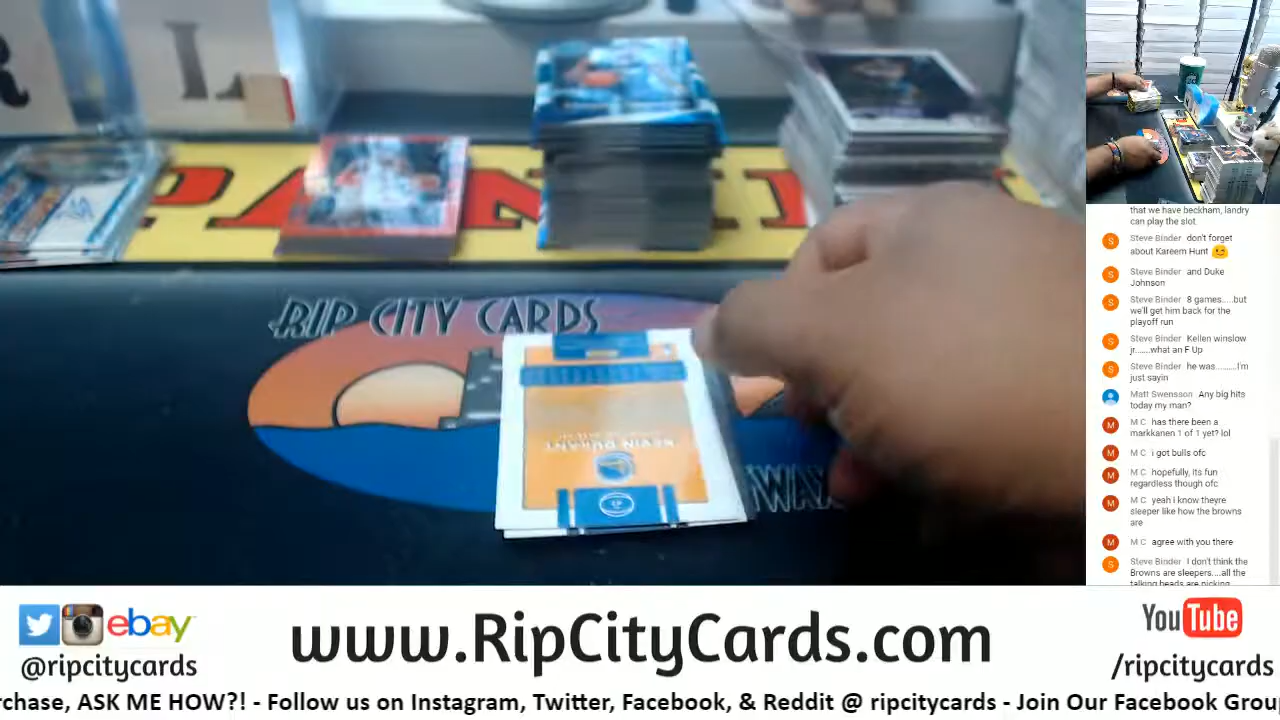 PANINI
RIP CITY CARDS
WAX
KEVIN DURANT
that we have beckham, landry
can play the slot.
Steve Binder don't forget
about Kareem Hunt
Steve Binder and Duke
Johnson
Steve Binder 8 games.....but
we'll get him back for the
playoff run
Steve Binder Kellen winslow
jr.......what an F Up
Steve Binder he was.........I'm
just sayin
Matt Swensson Any big hits
today my man?
M C has there been a
markkanen 1 of 1 yet? lol
M C i got bulls ofc
M C hopefully, Its fun
regardless though ofc
M C yeah i know theyre
sleeper like how the browns
are
M C agree with you there
Steve Binder I don't think the
Browns are sleepers....all the
talking heads are picking
ebay
@ripcitycards
www.RipCityCards.com
YouTube
/ripcitycards
rchase, ASK ME HOW?! - Follow us on Instagram, Twitter, Facebook, & Reddit @ ripcitycards - Join Our Facebook Grou